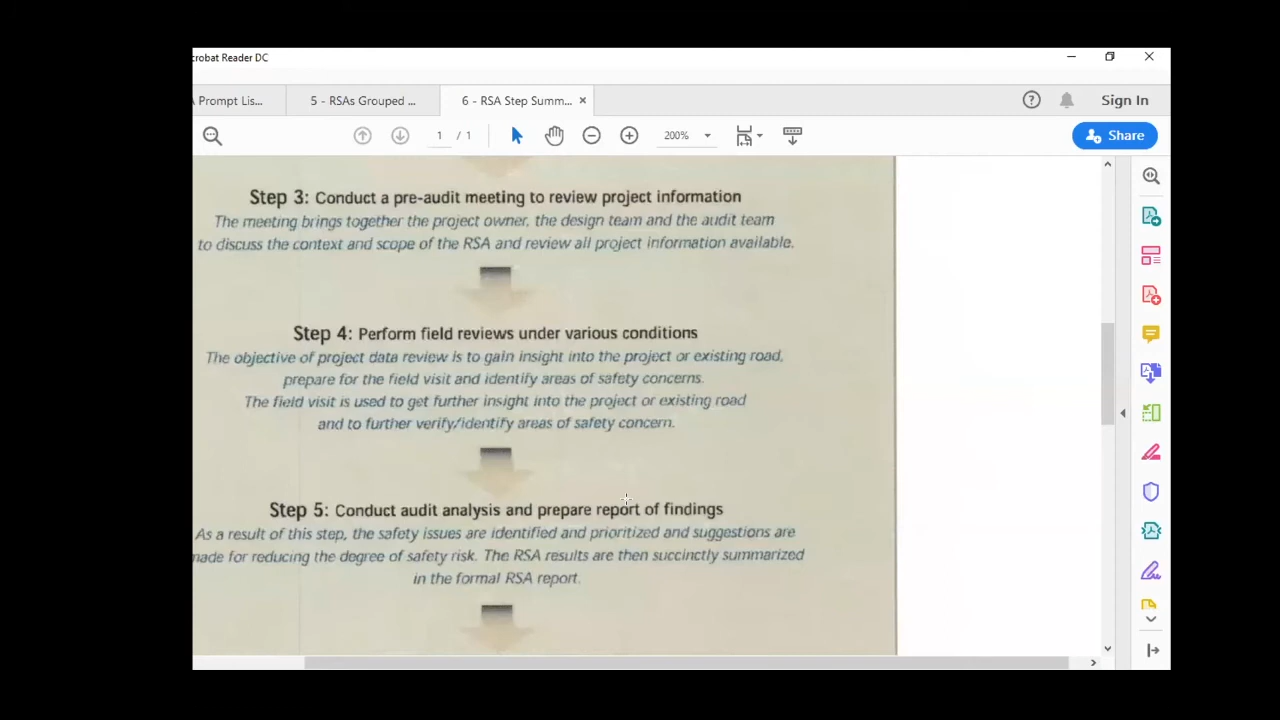 crobat Reader DC
A Prompt Lis...
5 - RSAs Grouped ...
6 - RSA Step Summ...
Sign In
1 / 1
200%
Share
Step 3: Conduct a pre-audit meeting to review project information
The meeting brings together the project owner, the design team and the audit team
to discuss the context and scope of the RSA and review all project information available.
Step 4: Perform field reviews under various conditions
The objective of project data review is to gain insight into the project or existing road,
prepare for the field visit and identify areas of safety concerns.
The field visit is used to get further insight into the project or existing road
and to further verify/identify areas of safety concern.
Step 5: Conduct audit analysis and prepare report of findings
As a result of this step, the safety issues are identified and prioritized and suggestions are
made for reducing the degree of safety risk. The RSA results are then succinctly summarized
in the formal RSA report.